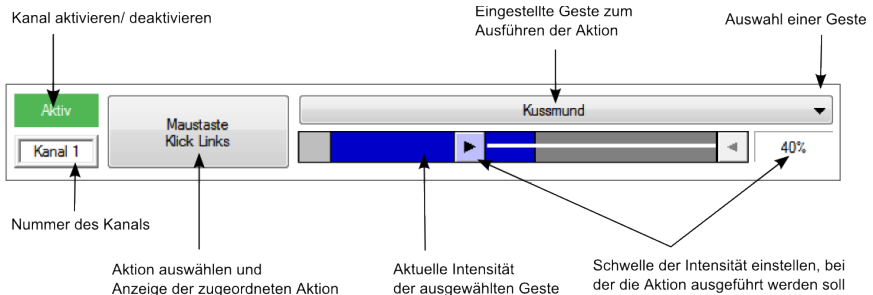 Kanal aktivieren/ deaktivieren
Eingestellte Geste zum
Ausführen der Aktion
Auswahl einer Geste
Aktiv
Kanal 1
Maustaste
Klick Links
Kussmund
40%
Nummer des Kanals
Aktion auswählen und
Anzeige der zugeordneten Aktion
Aktuelle Intensität
der ausgewählten Geste
Schwelle der Intensität einstellen, bei
der die Aktion ausgeführt werden soll